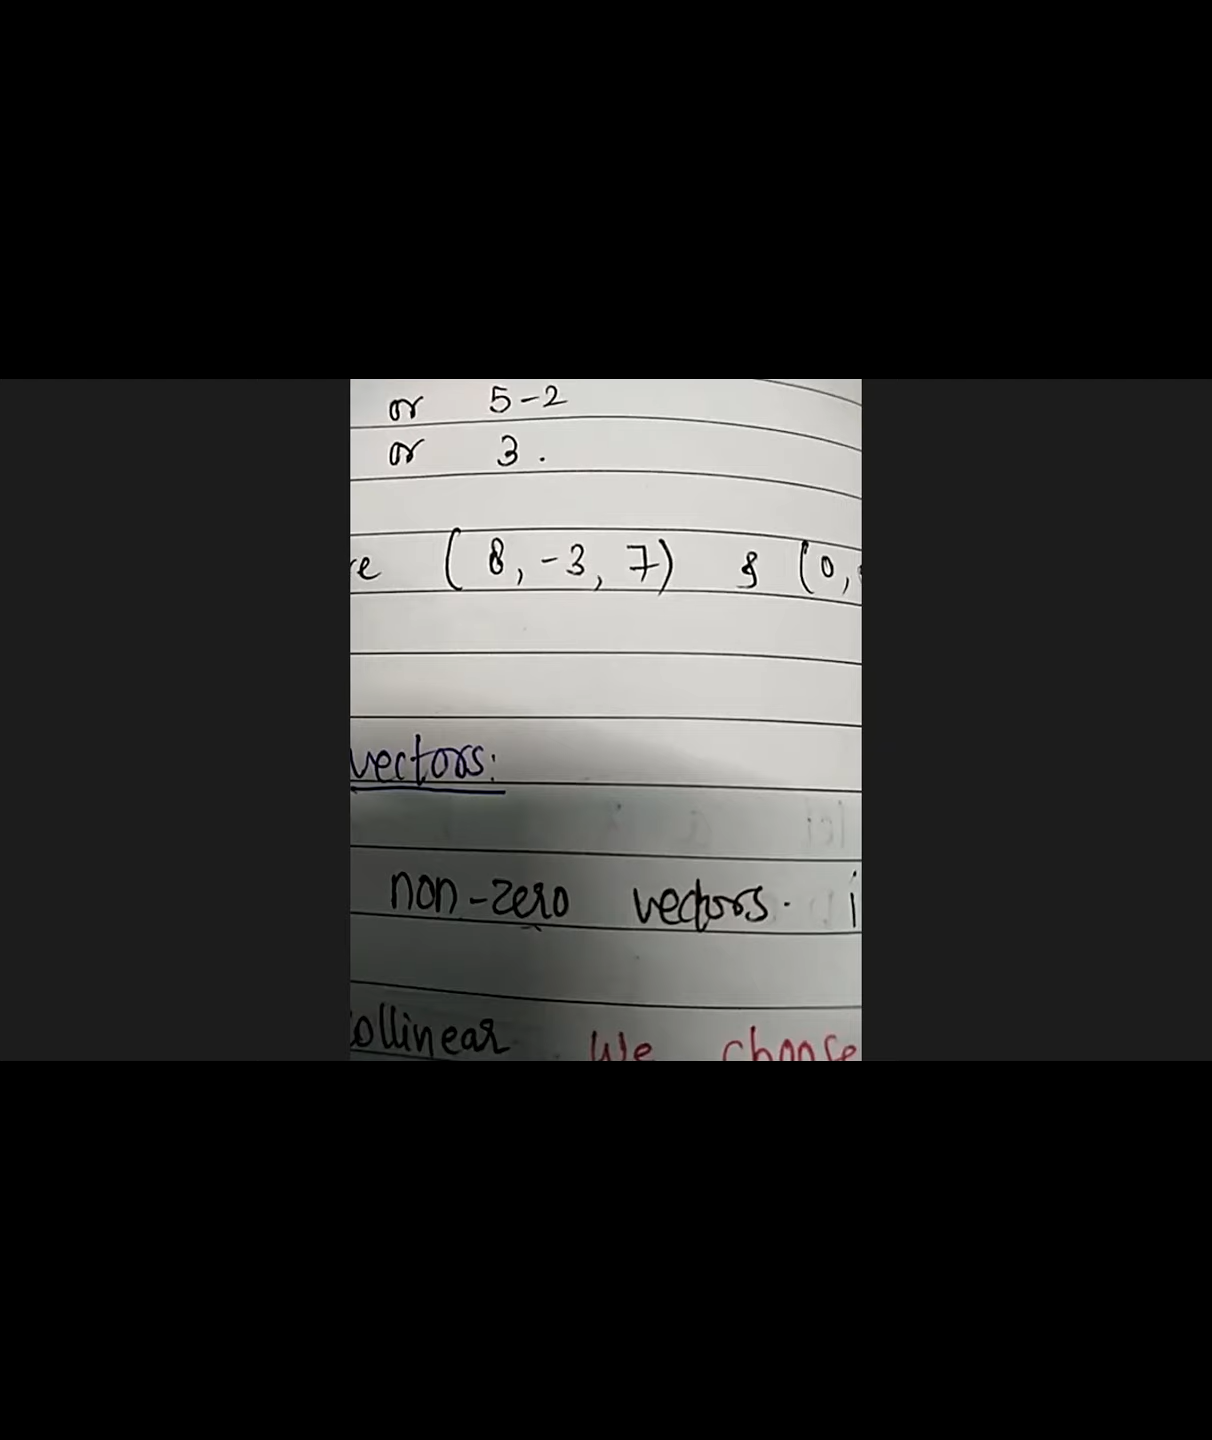 or 5-2
or 3.
(8, -3, 7) & (0,
vectors:
non-zero vectors.
ollinear. We choose